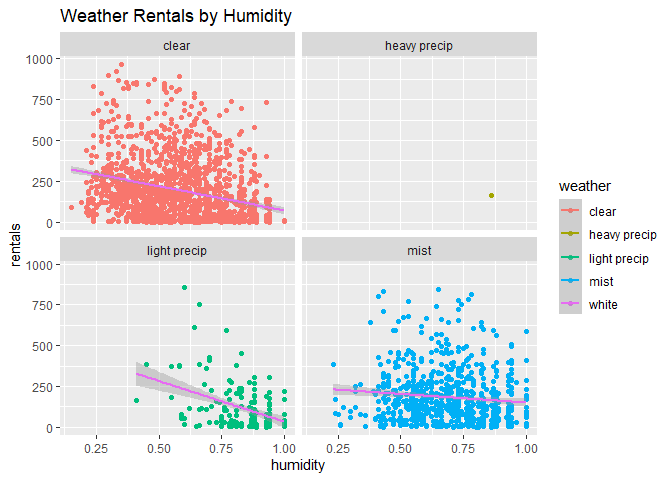 Weather Rentals by Humidity
clear
heavy precip
1000
750
500
250
0
light precip
mist
1000
750
500
250
0
0.25
0.50
0.75
1.00
0.25
0.50
0.75
1.00
humidity
rentals
weather
clear
heavy precip
light precip
mist
white